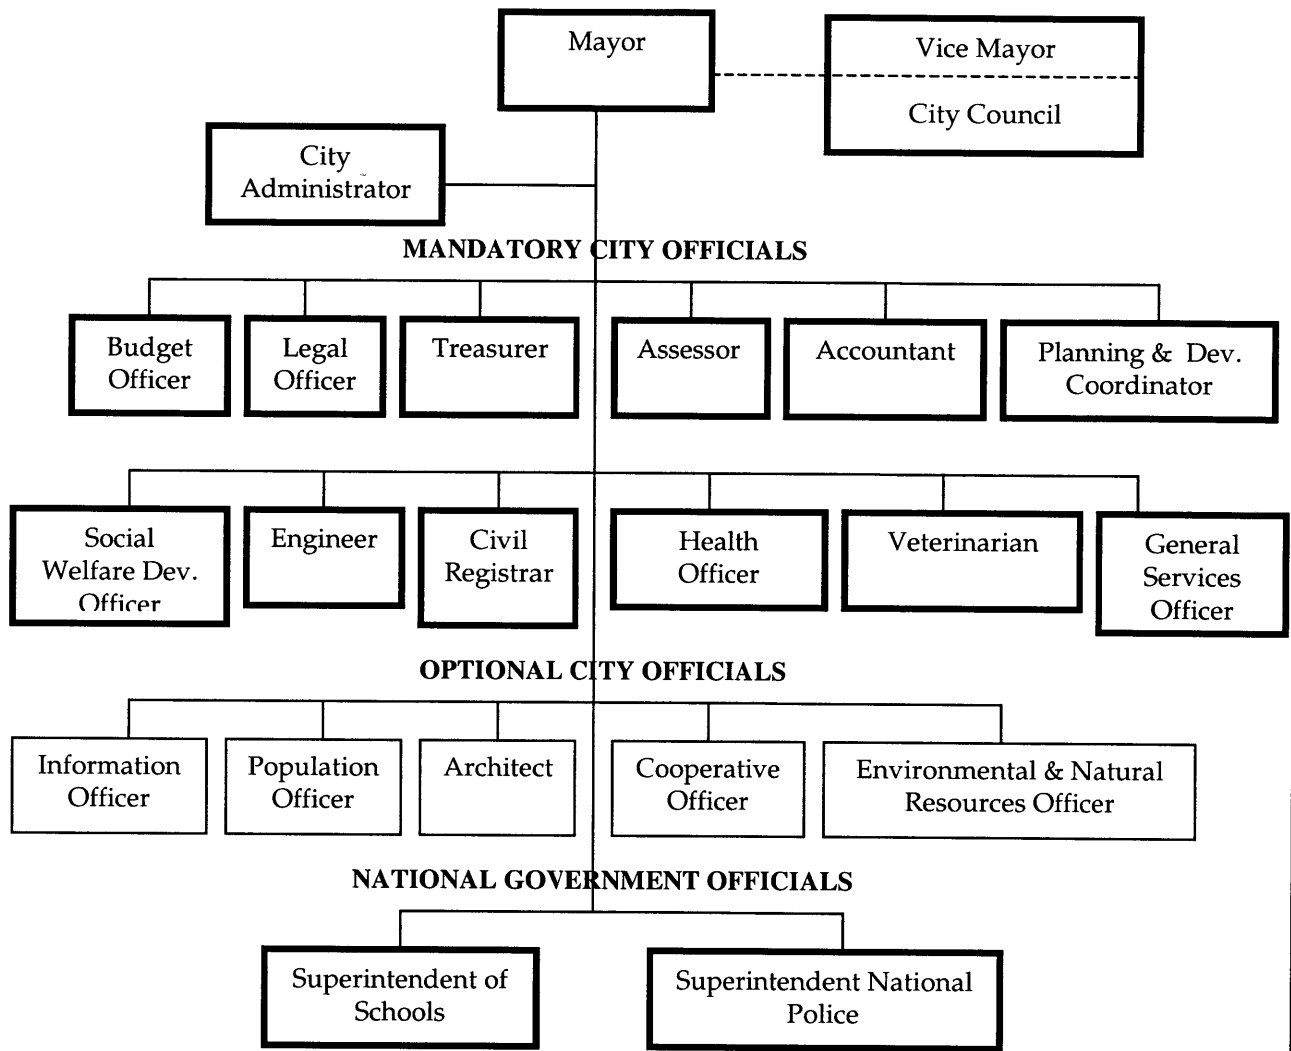 Mayor
Vice Mayor
City Council
City
Administrator
MANDATORY CITY OFFICIALS
Budget
Officer
Legal
Officer
Treasurer
Assessor
Accountant
Planning & Dev.
Coordinator
Social
Welfare Dev.
Officer
Engineer
Civil
Registrar
Health
Officer
Veterinarian
General
Services
Officer
OPTIONAL CITY OFFICIALS
Information
Officer
Population
Officer
Architect
Cooperative
Officer
Environmental & Natural
Resources Officer
NATIONAL GOVERNMENT OFFICIALS
Superintendent of
Schools
Superintendent National
Police